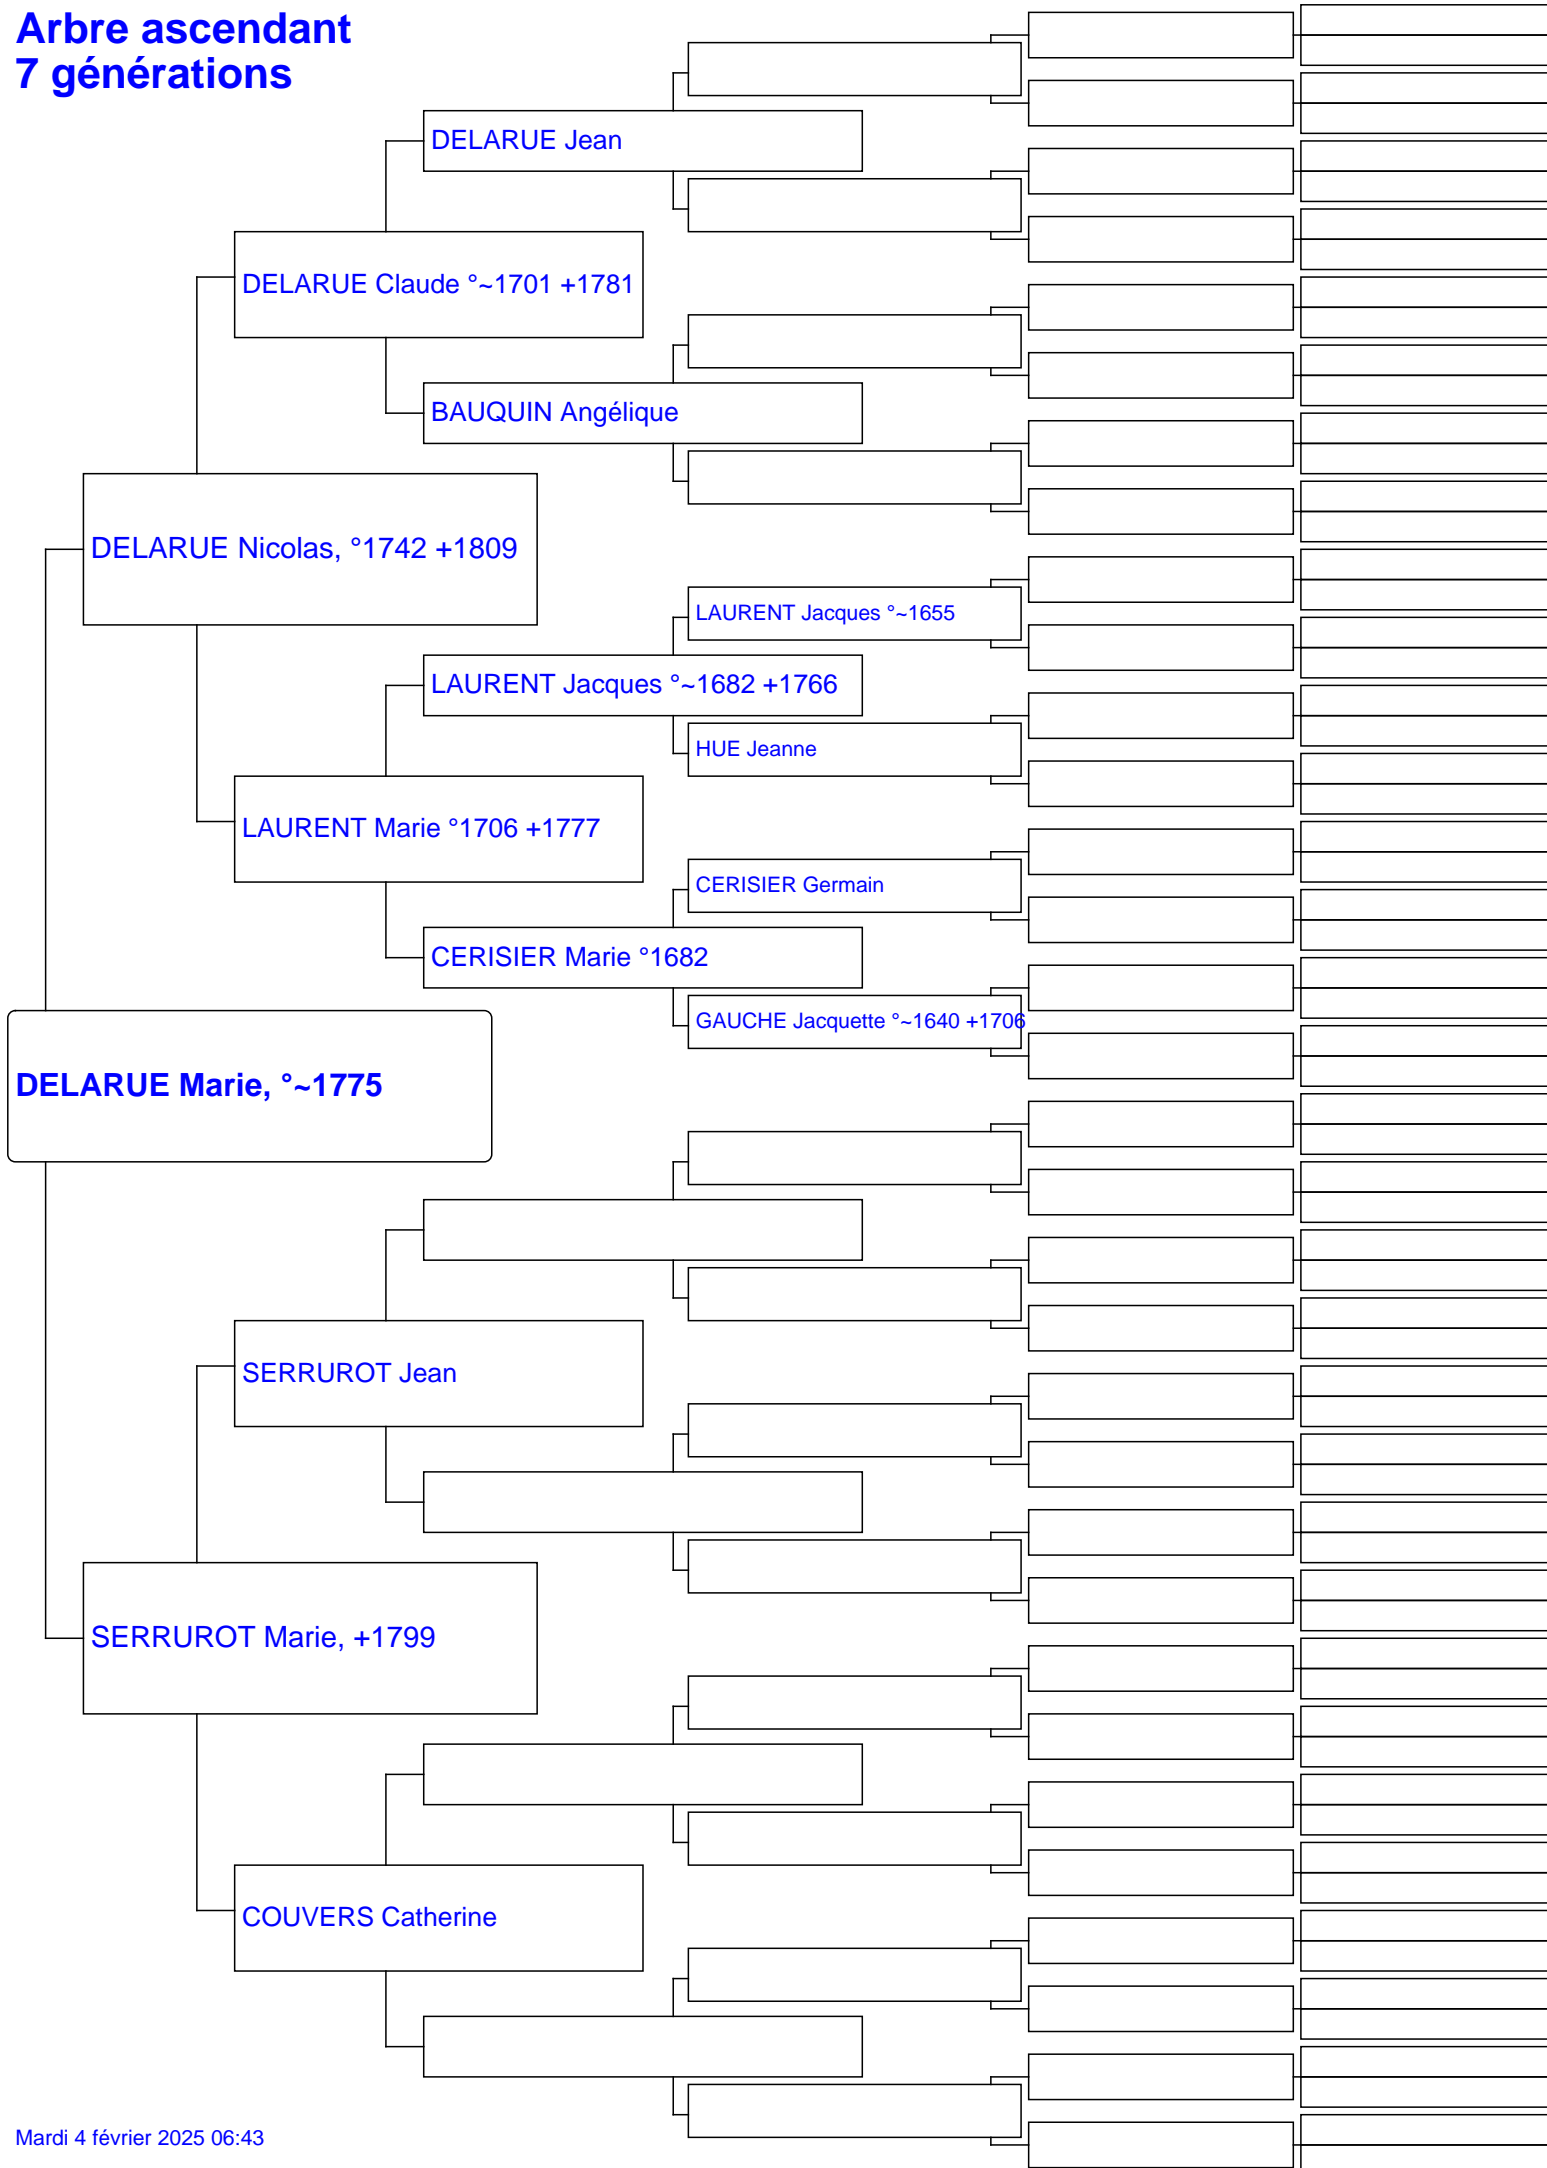 Arbre ascendant
7 générations
DELARUE Jean
DELARUE Claude °~1701 +1781
BAUQUIN Angélique
DELARUE Nicolas, °1742 +1809
LAURENT Jacques °~1655
LAURENT Jacques °~1682 +1766
HUE Jeanne
LAURENT Marie °1706 +1777
CERISIER Germain
CERISIER Marie °1682
GAUCHE Jacquette °~1640 +1706
DELARUE Marie, °~1775
SERRUROT Jean
SERRUROT Marie, +1799
COUVERS Catherine
Mardi 4 février 2025 06:43